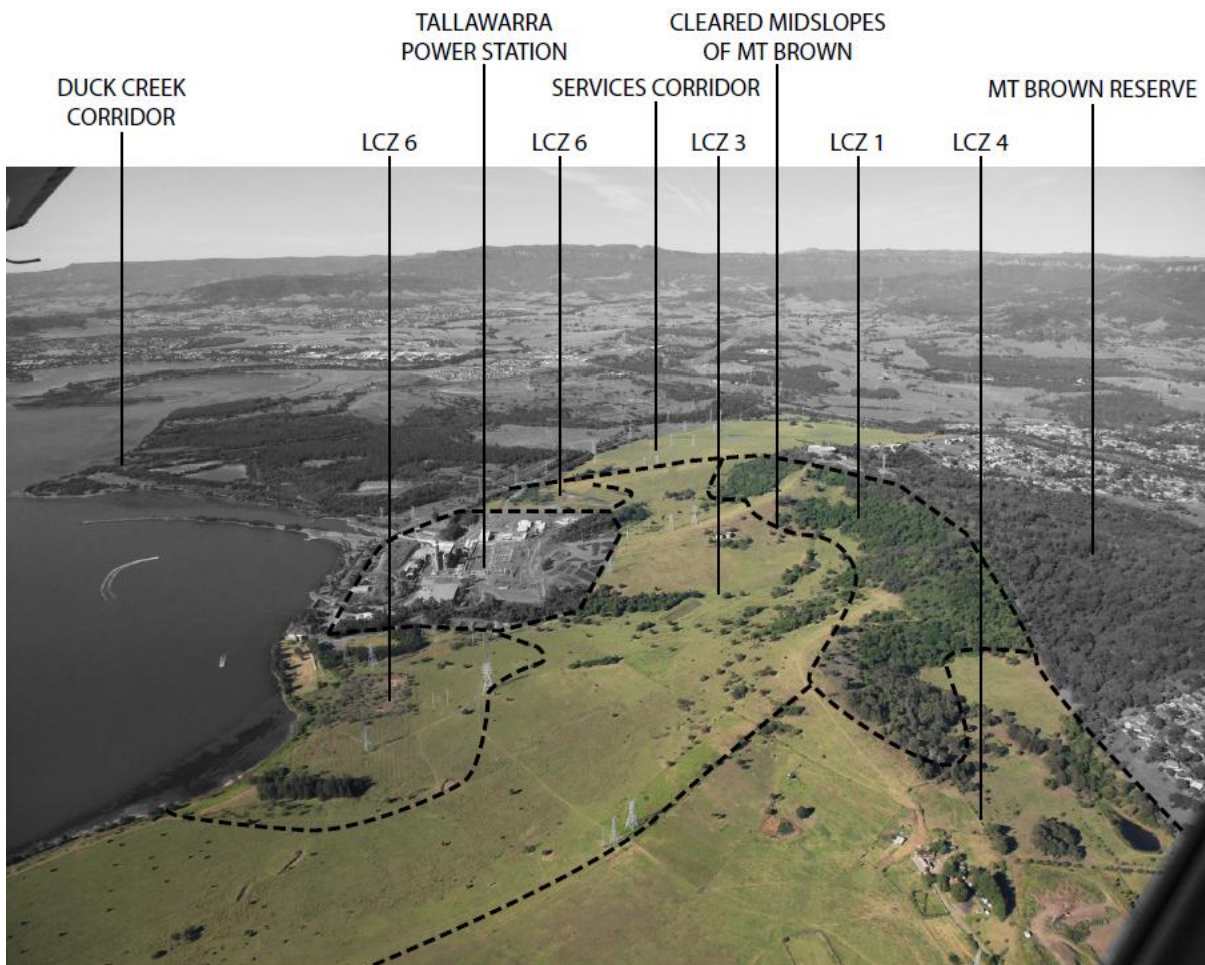 TALLAWARRA
POWER STATION
CLEARED MIDSLOPES
OF MT BROWN
DUCK CREEK
CORRIDOR
SERVICES CORRIDOR
MT BROWN RESERVE
LCZ 6
LCZ 6
LCZ 3
LCZ 1
LCZ 4